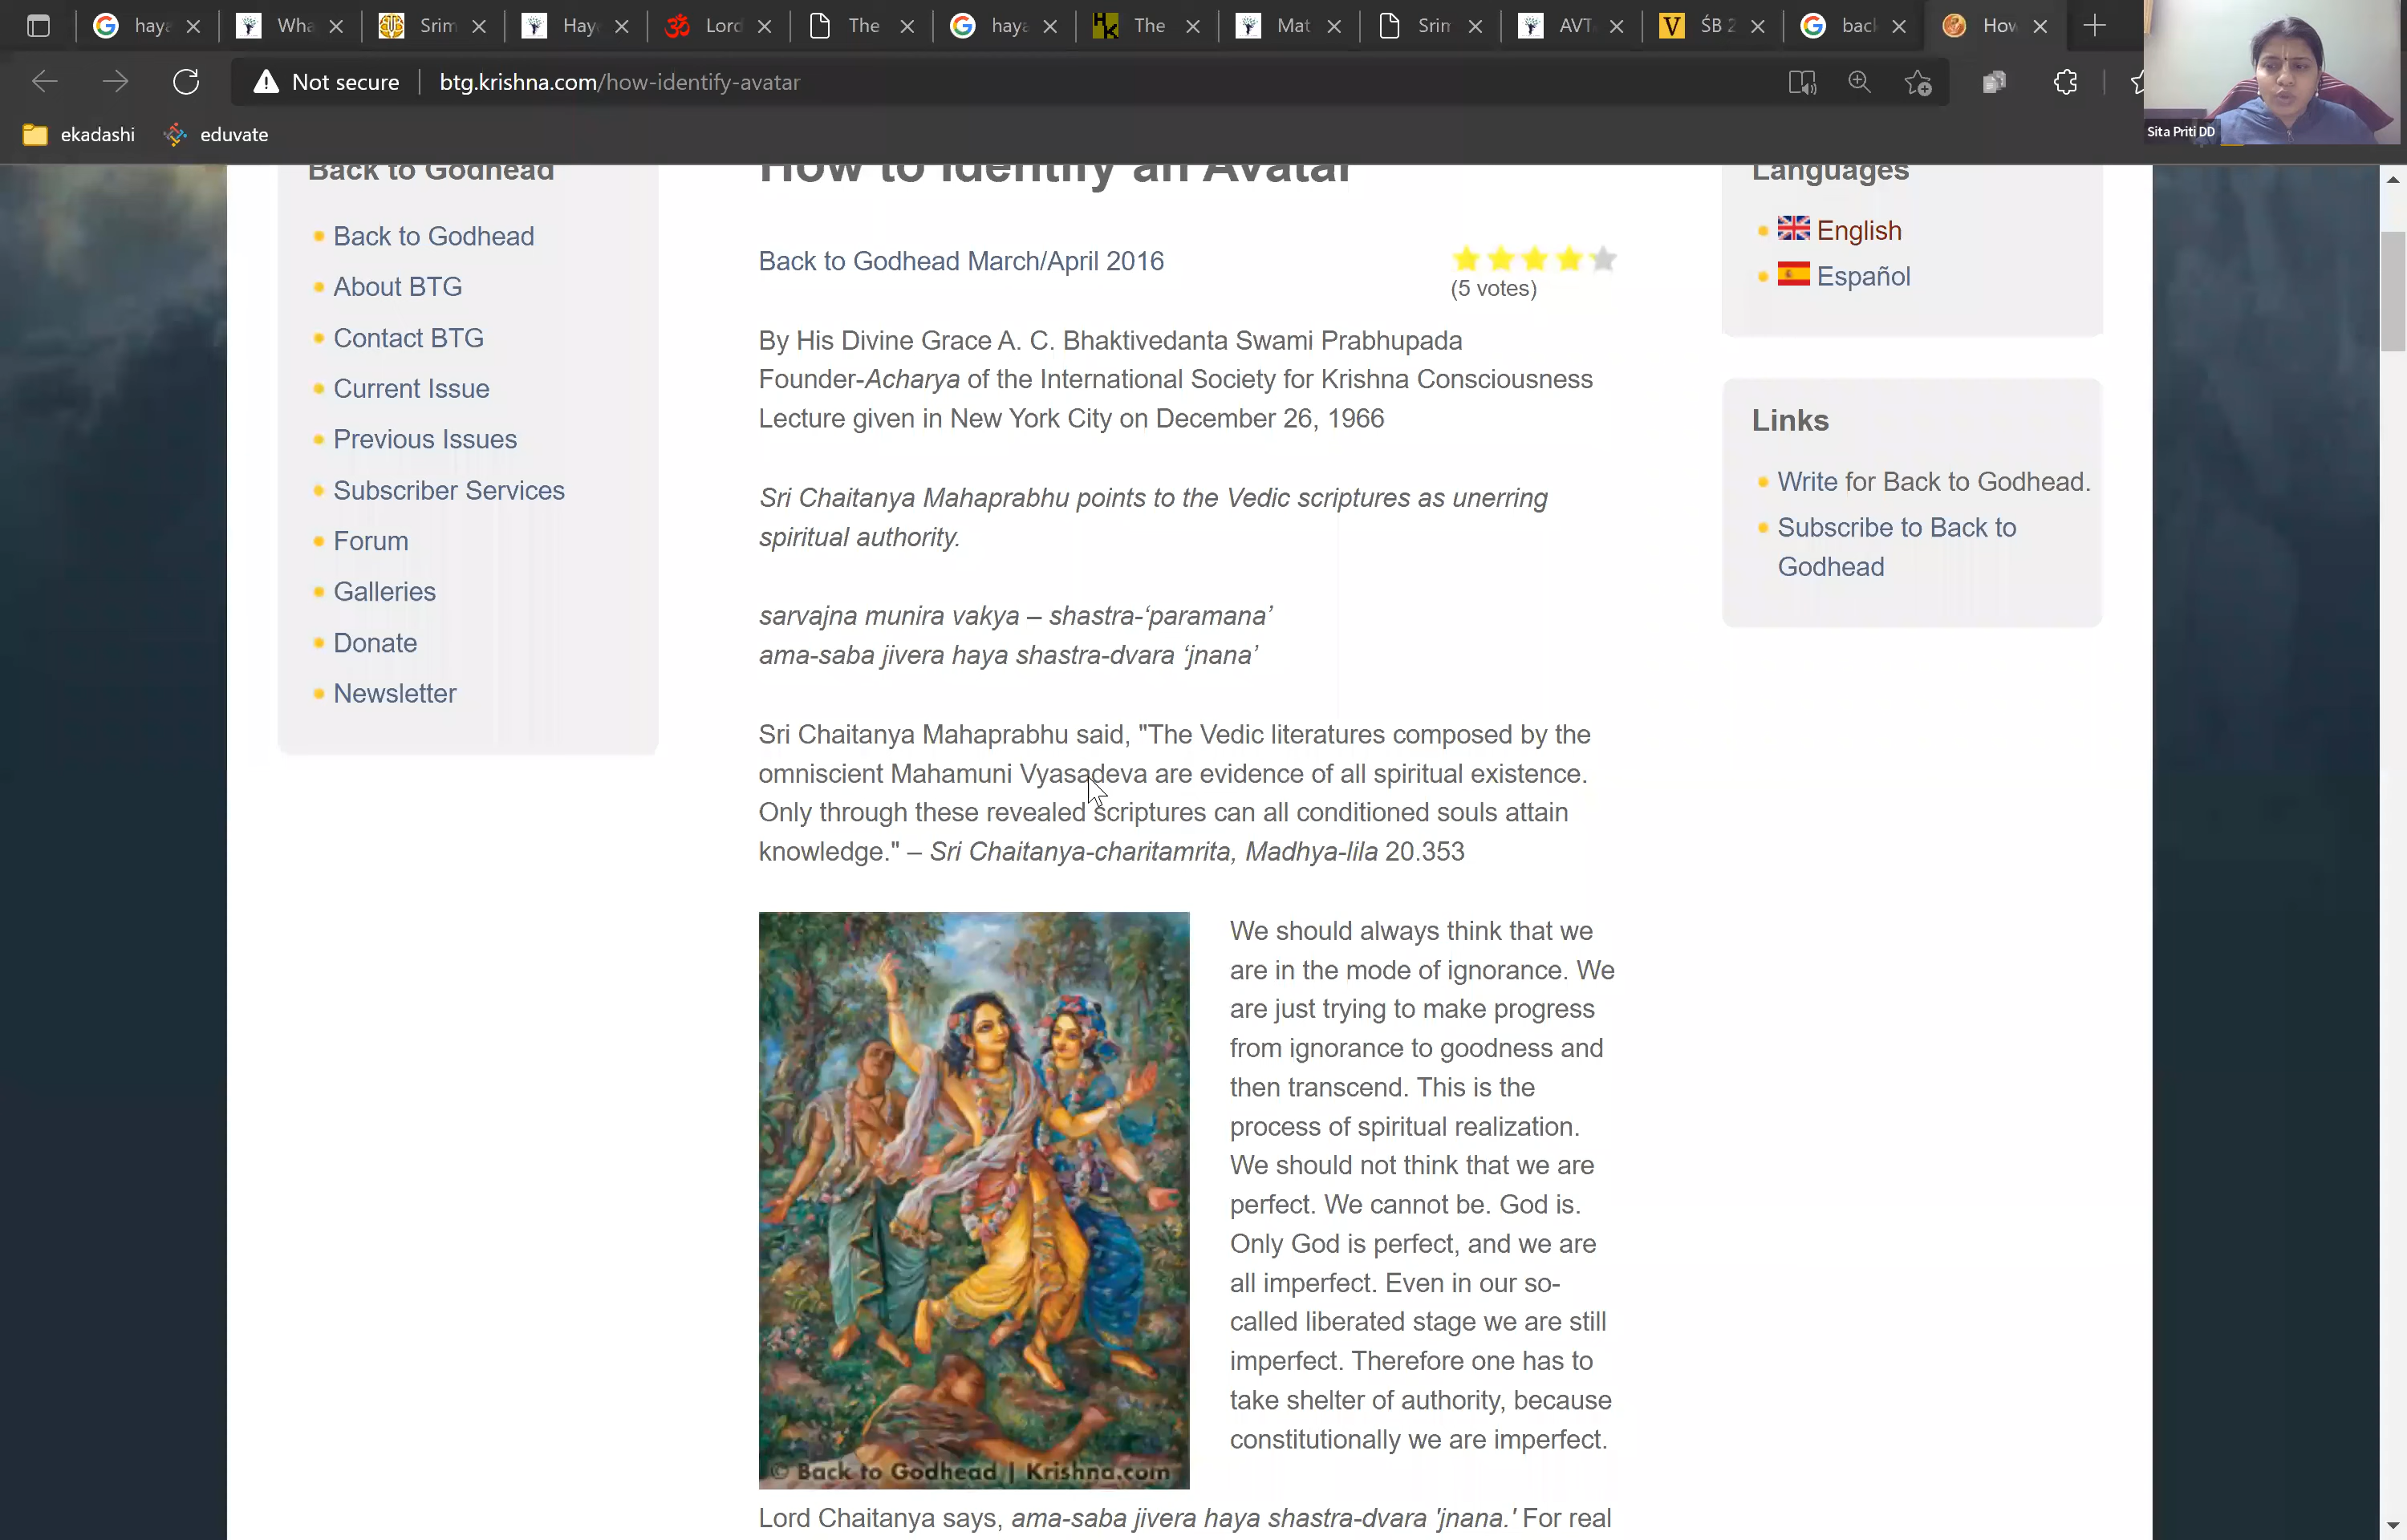 hay
Wha
Srim
Hay
Lord
The
haya
The
Mat
Srin
AVT
ŚB 2
back
How
Not secure
btg.krishna.com/how-identify-avatar
ekadashi
eduvate
Sita Priti DD
Back to Godhead
Back to Godhead
About BTG
Contact BTG
Current Issue
Previous Issues
Subscriber Services
Forum
Galleries
Donate
Newsletter
How to Identify an Avatar
Back to Godhead March/April 2016
(5 votes)
By His Divine Grace A. C. Bhaktivedanta Swami Prabhupada
Founder-Acharya of the International Society for Krishna Consciousness
Lecture given in New York City on December 26, 1966
Sri Chaitanya Mahaprabhu points to the Vedic scriptures as unerring
spiritual authority.
sarvajna munira vakya – shastra-‘paramana’
ama-saba jivera haya shastra-dvara ‘jnana’
Sri Chaitanya Mahaprabhu said, "The Vedic literatures composed by the
omniscient Mahamuni Vyasadeva are evidence of all spiritual existence.
Only through these revealed scriptures can all conditioned souls attain
knowledge." – Sri Chaitanya-charitamrita, Madhya-lila 20.353
© Back to Godhead | Krishna.com
We should always think that we
are in the mode of ignorance. We
are just trying to make progress
from ignorance to goodness and
then transcend. This is the
process of spiritual realization.
We should not think that we are
perfect. We cannot be. God is.
Only God is perfect, and we are
all imperfect. Even in our so-
called liberated stage we are still
imperfect. Therefore one has to
take shelter of authority, because
constitutionally we are imperfect.
Lord Chaitanya says, ama-saba jivera haya shastra-dvara 'jnana.' For real
Languages
English
Español
Links
Write for Back to Godhead.
Subscribe to Back to
Godhead